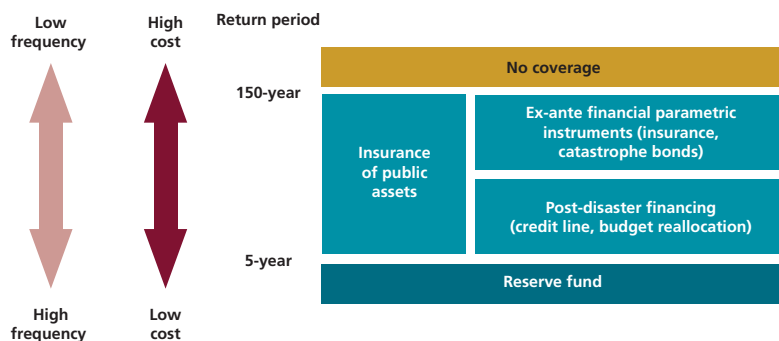 Low
frequency
High
cost
Return period
No coverage
150-year
Insurance
of public
assets
Ex-ante financial parametric
instruments (insurance,
catastrophe bonds)
Post-disaster financing
(credit line, budget reallocation)
5-year
Reserve fund
High
frequency
Low
cost